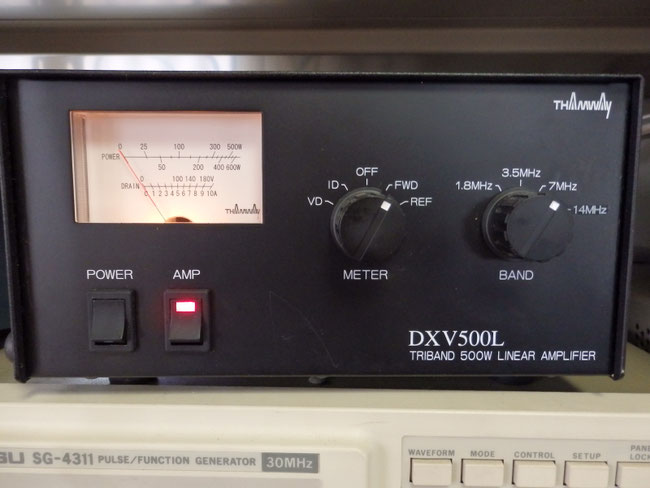 THAMWAY
0 25 100 300 500W
POWER
50 200 400 600W
0 100 140 180V
DRAIN
0 1 2 3 4 5 6 7 8 9 10A
THAMWAY
OFF
ID FWD
VD REF
METER
3.5MHz
1.8MHz 7MHz
14MHz
BAND
POWER AMP
DXV500L
TRIBAND 500W LINEAR AMPLIFIER
SG-4311 PULSE/FUNCTION GENERATOR 30MHz
WAVEFORM MODE CONTROL SETUP
LOCK